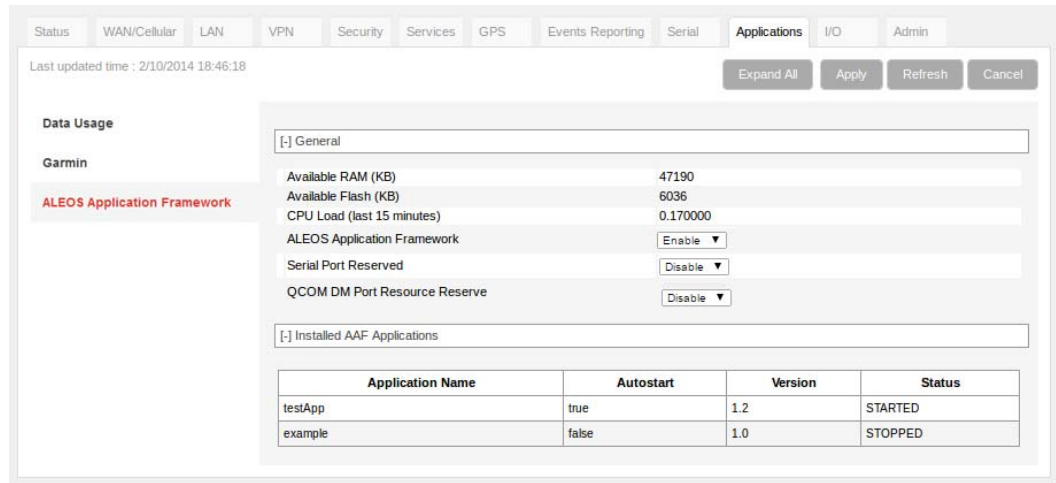 Status WAN/Cellular LAN VPN Security Services GPS Events Reporting Serial Applications I/O Admin
Last updated time : 2/10/2014 18:46:18
Expand All Apply Refresh Cancel
Data Usage
Garmin
ALEOS Application Framework
[-] General
Available RAM (KB) 47190
Available Flash (KB) 6036
CPU Load (last 15 minutes) 0.170000
ALEOS Application Framework Enable ▼
Serial Port Reserved Disable ▼
QCOM DM Port Resource Reserve Disable ▼
[-] Installed AAF Applications
Application Name Autostart Version Status
testApp true 1.2 STARTED
example false 1.0 STOPPED